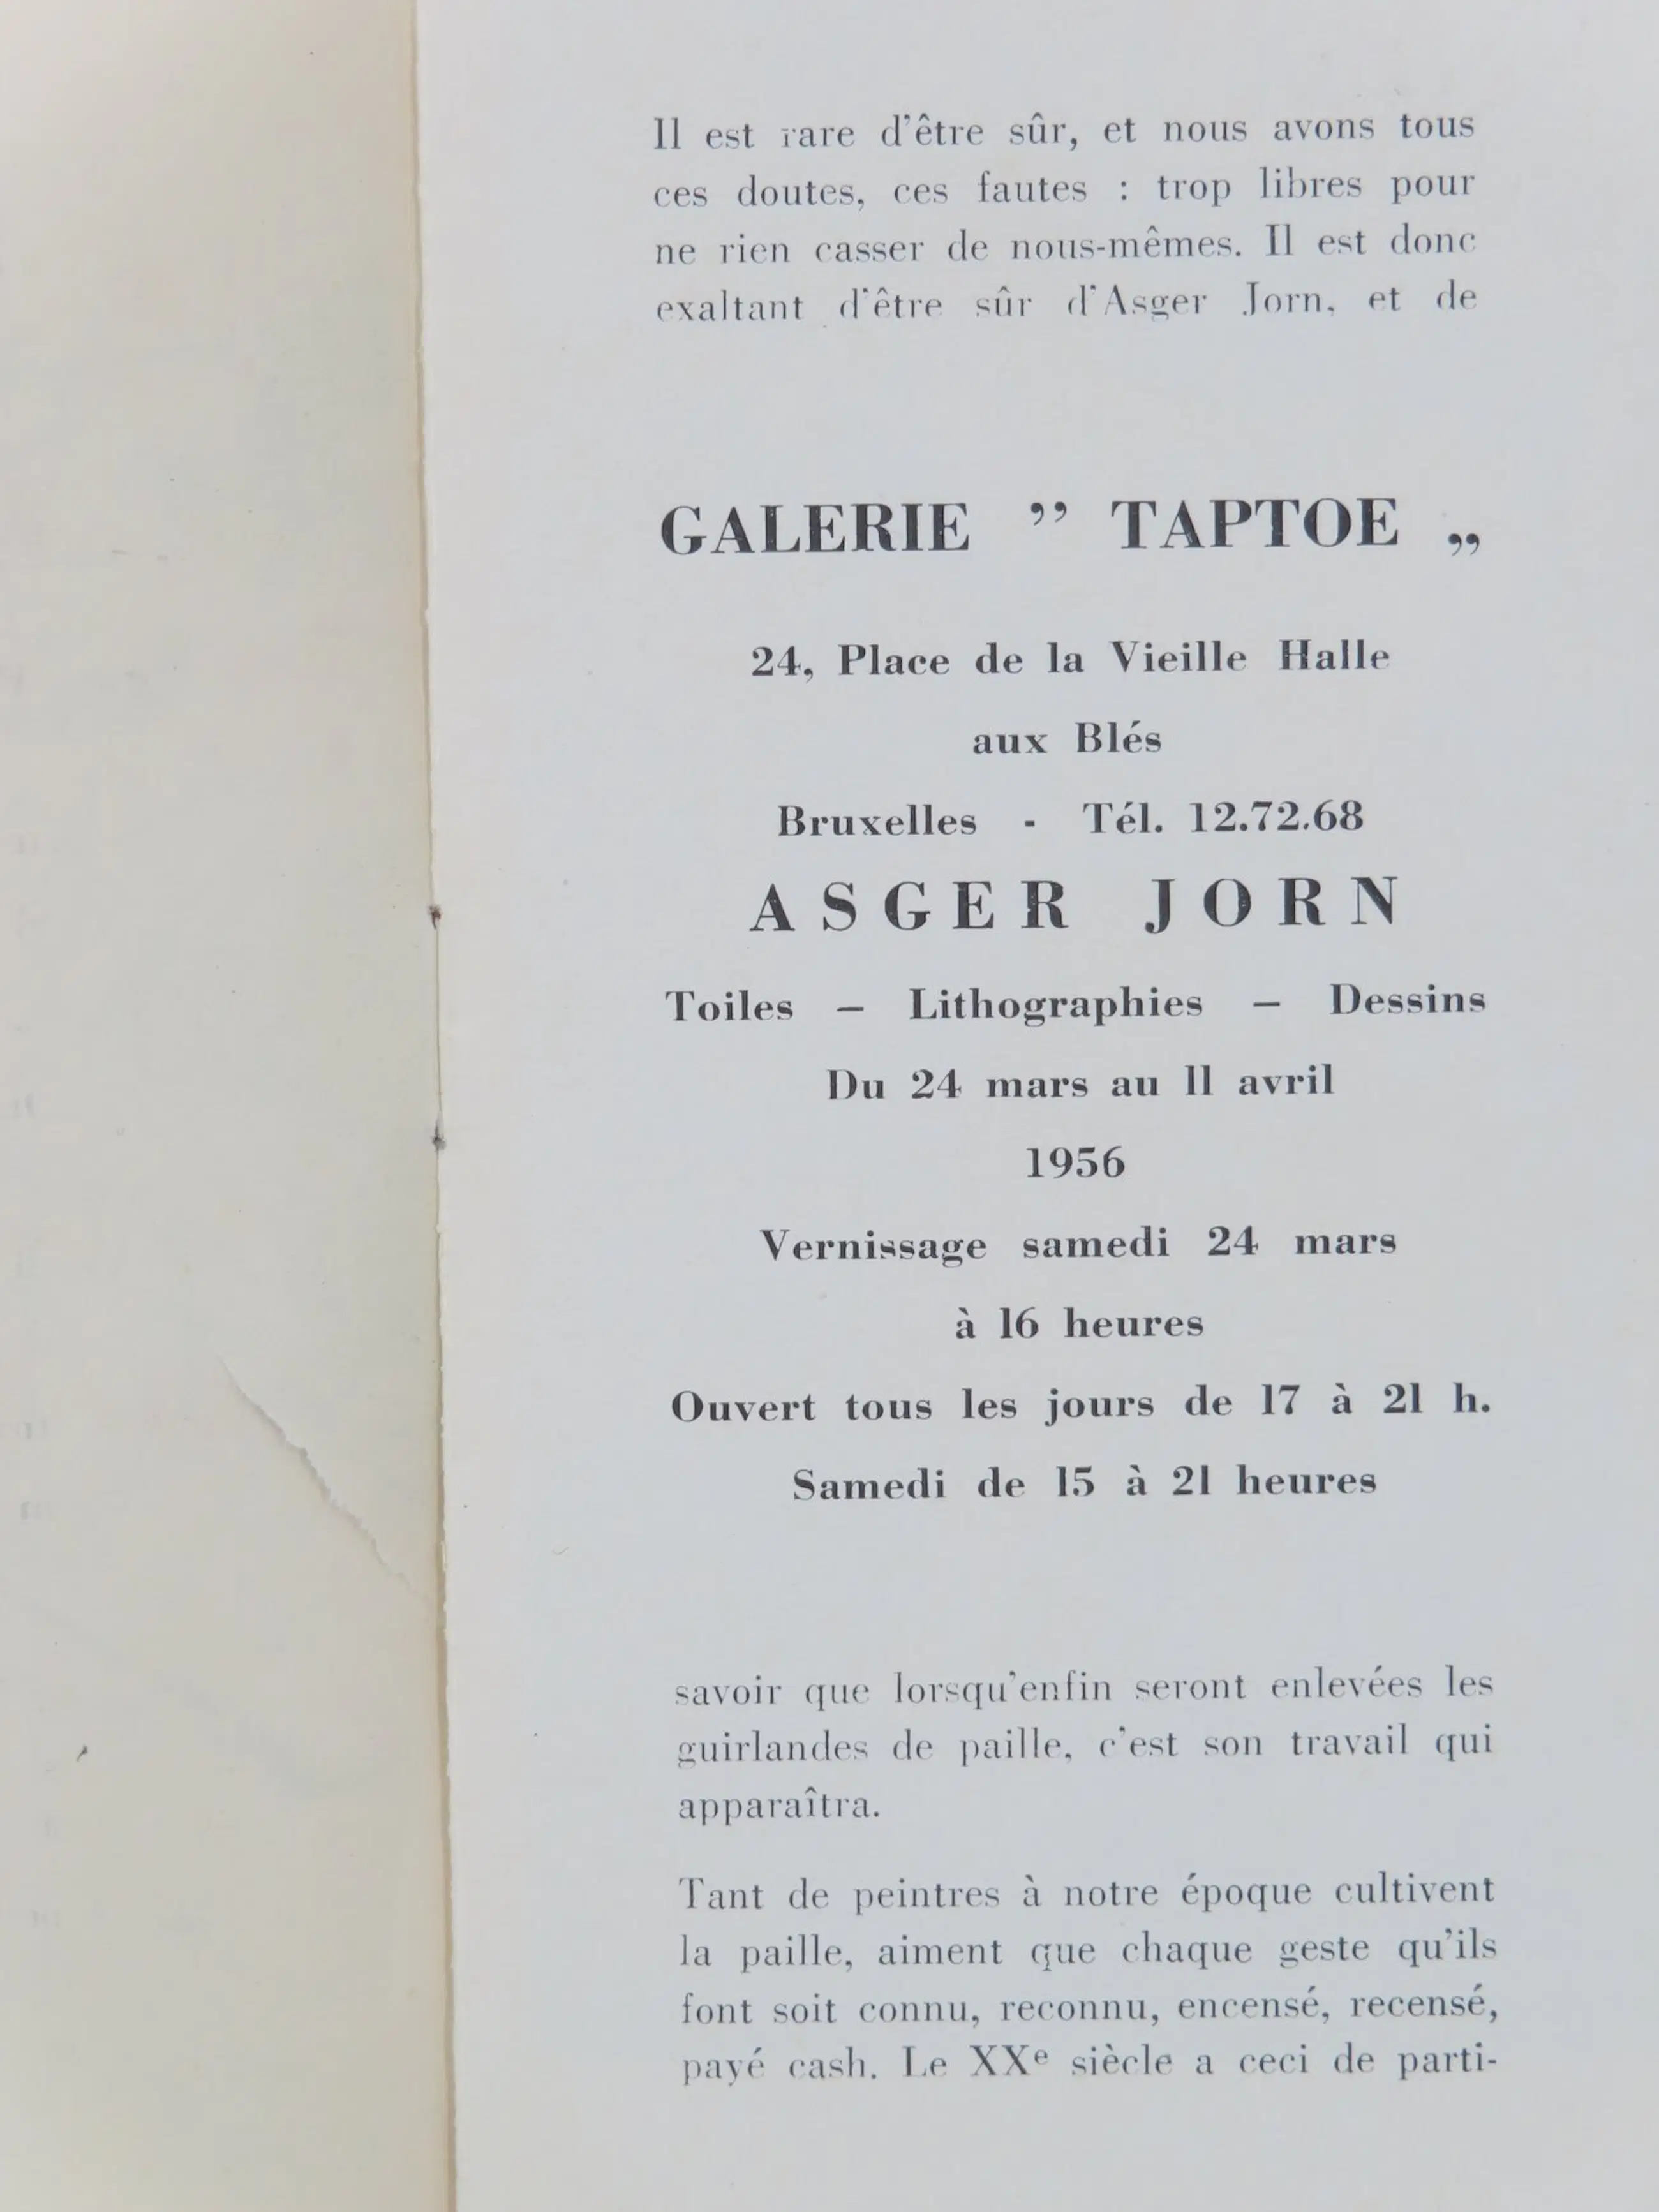 Il est rare d'être sûr, et nous avons tous
ces doutes, ces fautes : trop libres pour
ne rien casser de nous-mêmes. Il est donc
exaltant d'être sûr d'Asger Jorn, et de
GALERIE ” TAPTOE „
24, Place de la Vieille Halle
aux Blés
Bruxelles - Tél. 12.72.68
ASGER JORN
Toiles — Lithographies — Dessins
Du 24 mars au 11 avril
1956
Vernissage samedi 24 mars
à 16 heures
Ouvert tous les jours de 17 à 21 h.
Samedi de 15 à 21 heures
savoir que lorsqu'enfin seront enlevées les
guirlandes de paille, c'est son travail qui
apparaîtra.
Tant de peintres à notre époque cultivent
la paille, aiment que chaque geste qu'ils
font soit connu, reconnu, encensé, recensé,
payé cash. Le XXe siècle a ceci de parti-